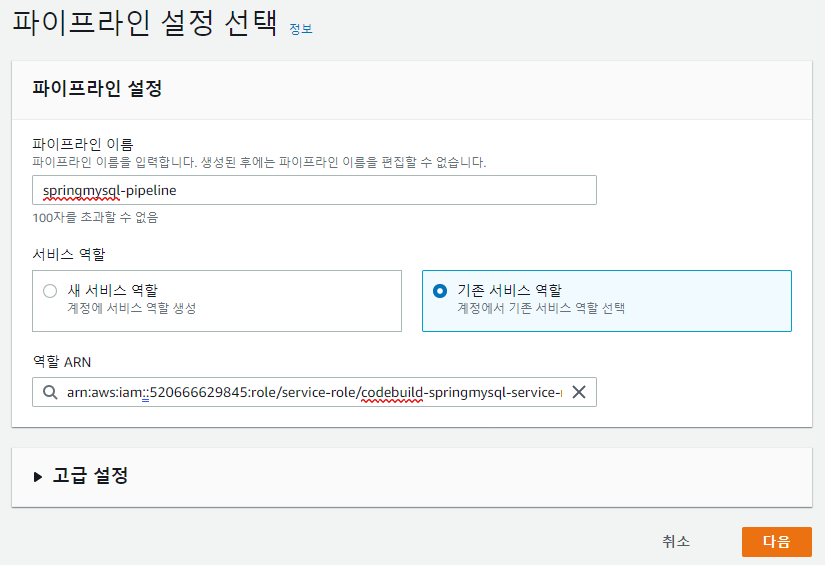 파이프라인 설정 선택 정보
파이프라인 설정
파이프라인 이름
파이프라인 이름을 입력합니다. 생성된 후에는 파이프라인 이름을 편집할 수 없습니다.
springmysql-pipeline
100자를 초과할 수 없음
서비스 역할
새 서비스 역할
계정에 서비스 역할 생성
기존 서비스 역할
계정에서 기존 서비스 역할 선택
역할 ARN
arn:aws:iam::520666629845:role/service-role/codebuild-springmysql-service-
고급 설정
취소
다음